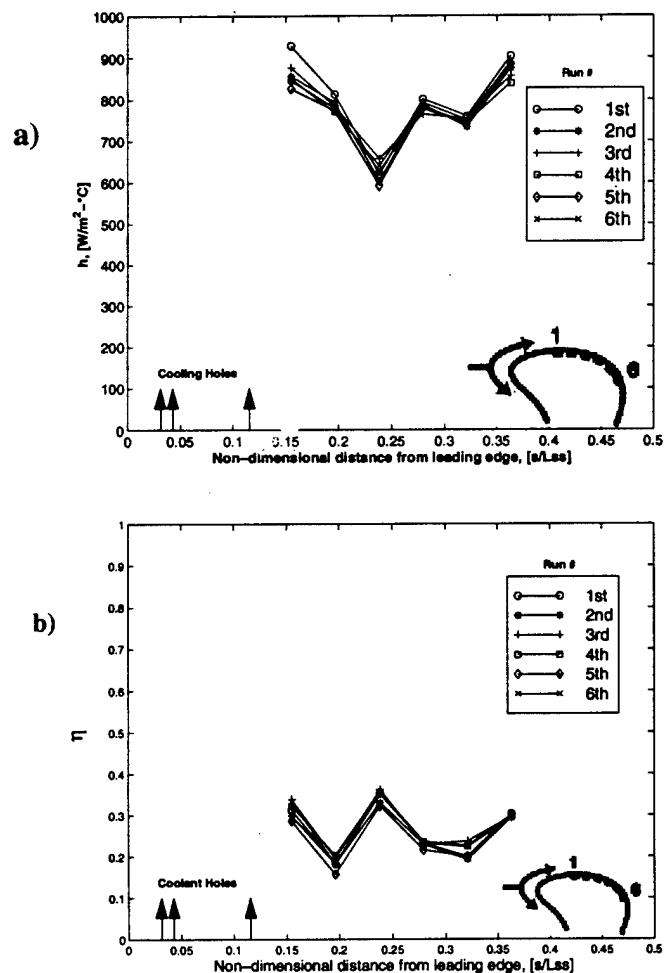 a)
1000
900
800
700
600
500
400
300
200
100
0
h, [W/m²–°C]
Run #
1st
2nd
3rd
4th
5th
6th
Cooling Holes
1
6
0
0.05
0.1
0.15
0.2
0.25
0.3
0.35
0.4
0.45
0.5
Non–dimensional distance from leading edge, [s/Lss]
b)
1
0.9
0.8
0.7
0.6
0.5
0.4
0.3
0.2
0.1
0
η
Run #
1st
2nd
3rd
4th
5th
6th
Coolant Holes
1
6
0
0.05
0.1
0.15
0.2
0.25
0.3
0.35
0.4
0.45
0.5
Non–dimensional distance from leading edge, [s/Lss]